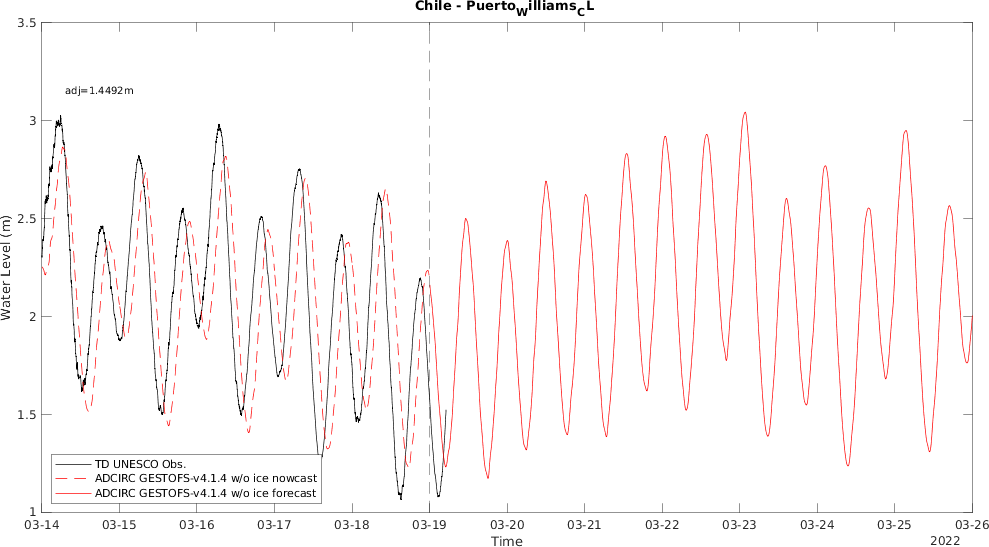 Chile - PuertoWilliamsCL
adj=1.4492m
3.5
3
2.5
2
1.5
1
Water Level (m)
TD UNESCO Obs.
ADCIRC GESTOFS-v4.1.4 w/o ice nowcast
ADCIRC GESTOFS-v4.1.4 w/o ice forecast
03-14 03-15 03-16 03-17 03-18 03-19 03-20 03-21 03-22 03-23 03-24 03-25 03-26
Time
2022